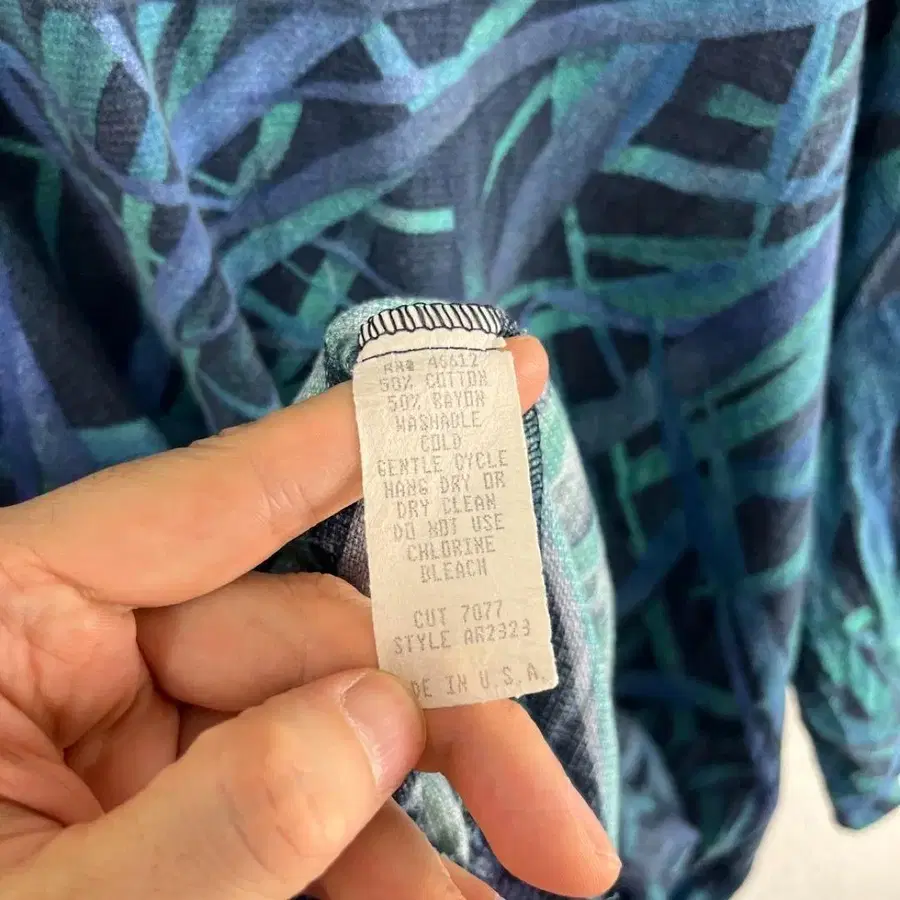 RN# 45612
50% COTTON
50% RAYON
WASHABLE
COLD
GENTLE CYCLE
HANG DRY OR
DRY CLEAN
DO NOT USE
CHLORINE
BLEACH
CUT 7077
STYLE AR2323
DE IN U.S.A.